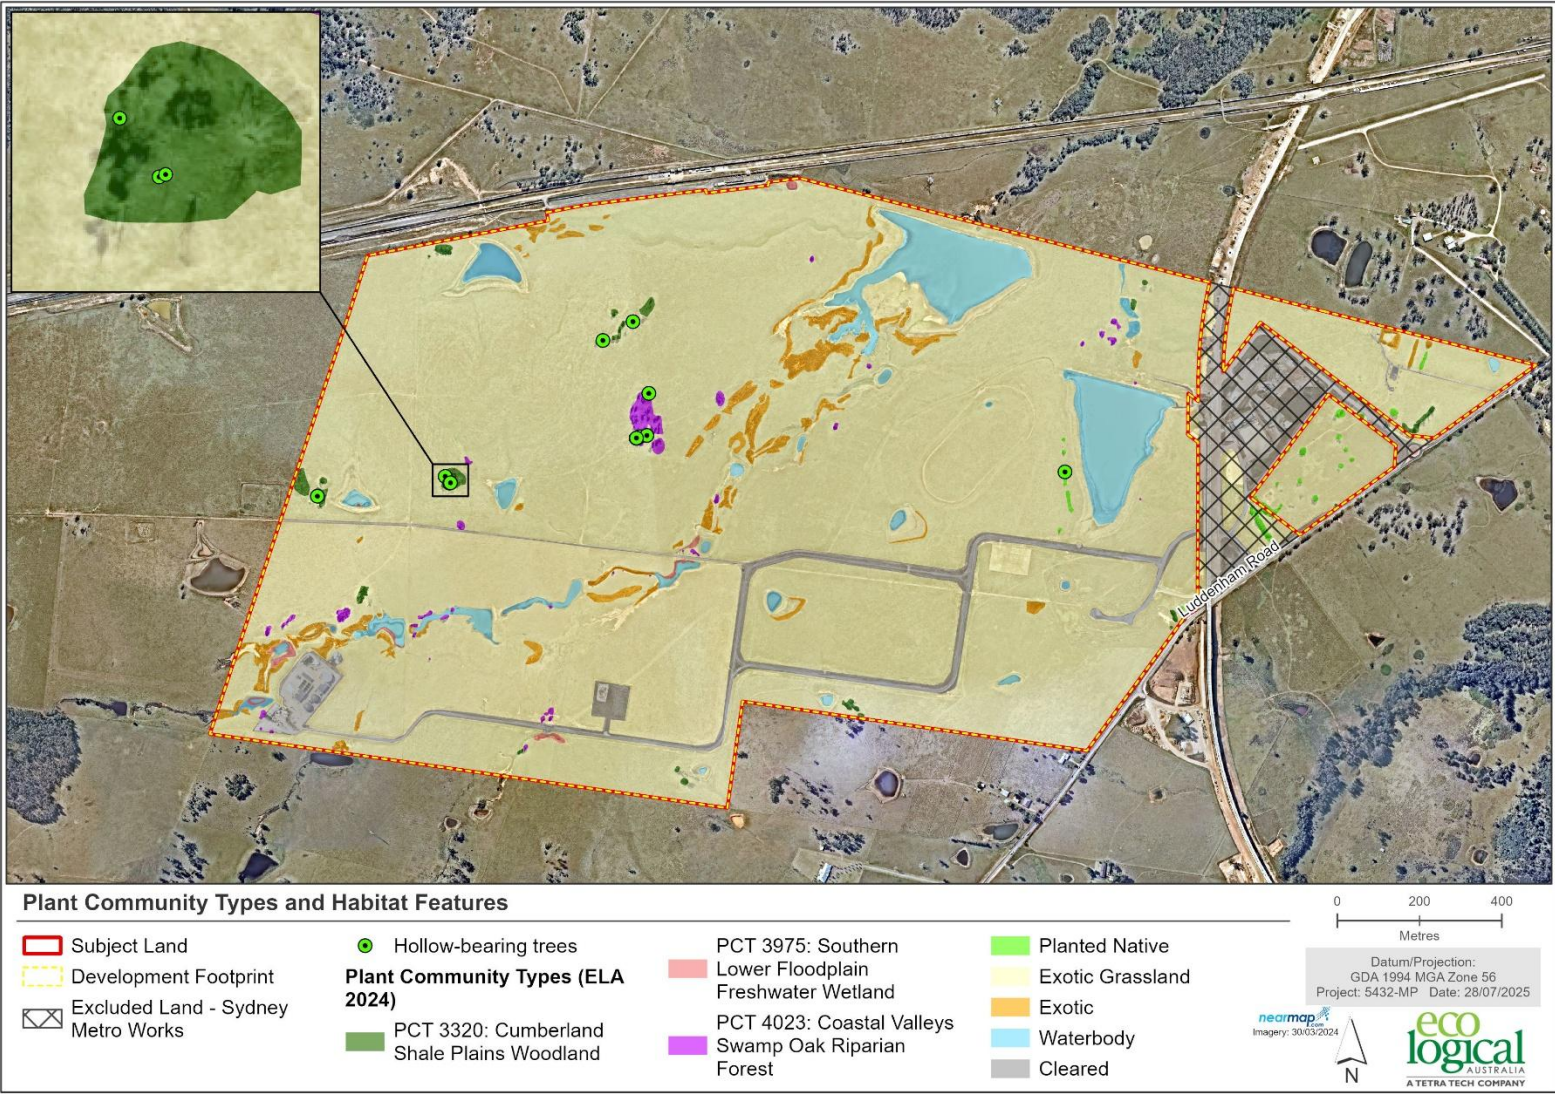 Luddenham Road
Plant Community Types and Habitat Features
Subject Land
Development Footprint
Excluded Land - Sydney
Metro Works
Hollow-bearing trees
Plant Community Types (ELA
2024)
PCT 3320: Cumberland
Shale Plains Woodland
PCT 3975: Southern
Lower Floodplain
Freshwater Wetland
PCT 4023: Coastal Valleys
Swamp Oak Riparian
Forest
Planted Native
Exotic Grassland
Exotic
Waterbody
Cleared
0 200 400
Metres
Datum/Projection:
GDA 1994 MGA Zone 56
Project: 5432-MP Date: 28/07/2025
nearmap
.com
Imagery: 30/03/2024
N
eco
logical
AUSTRALIA
A TETRA TECH COMPANY